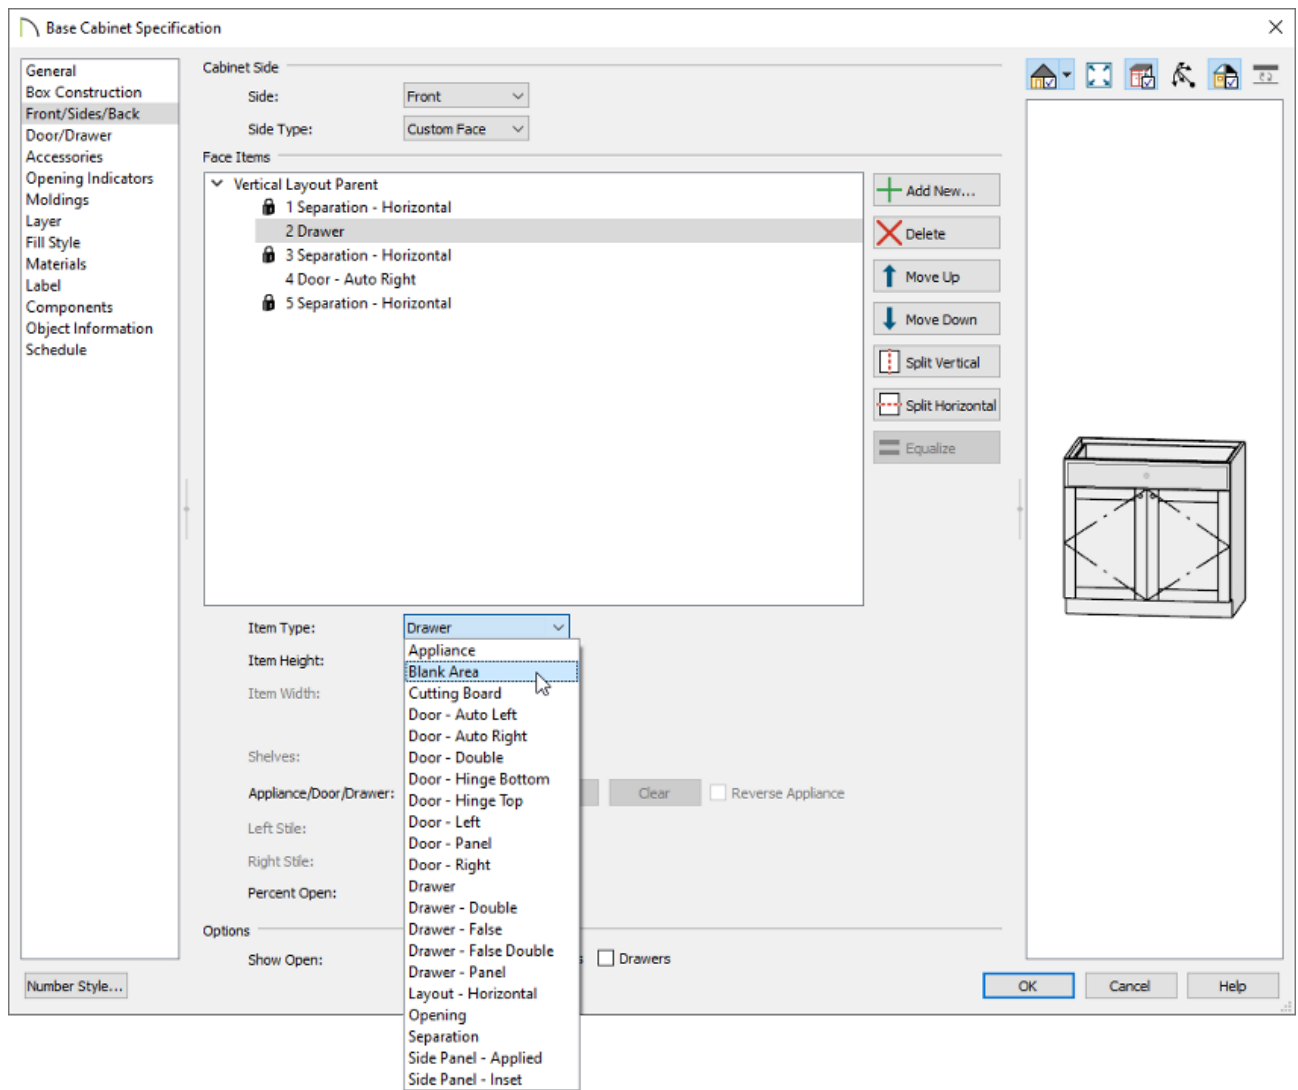 Base Cabinet Specification
General
Box Construction
Front/Sides/Back
Door/Drawer
Accessories
Opening Indicators
Moldings
Layer
Fill Style
Materials
Label
Components
Object Information
Schedule
Number Style...
Cabinet Side
Side:
Front
Side Type:
Custom Face
Face Items
Vertical Layout Parent
1 Separation - Horizontal
2 Drawer
3 Separation - Horizontal
4 Door - Auto Right
5 Separation - Horizontal
Add New...
Delete
Move Up
Move Down
Split Vertical
Split Horizontal
Equalize
Item Type:
Drawer
Item Height:
Item Width:
Shelves:
Appliance/Door/Drawer:
Clear
Reverse Appliance
Left Stile:
Right Stile:
Percent Open:
Appliance
Blank Area
Cutting Board
Door - Auto Left
Door - Auto Right
Door - Double
Door - Hinge Bottom
Door - Hinge Top
Door - Left
Door - Panel
Door - Right
Drawer
Drawer - Double
Drawer - False
Drawer - False Double
Drawer - Panel
Layout - Horizontal
Opening
Separation
Side Panel - Applied
Side Panel - Inset
Options
Show Open:
Drawers
OK
Cancel
Help